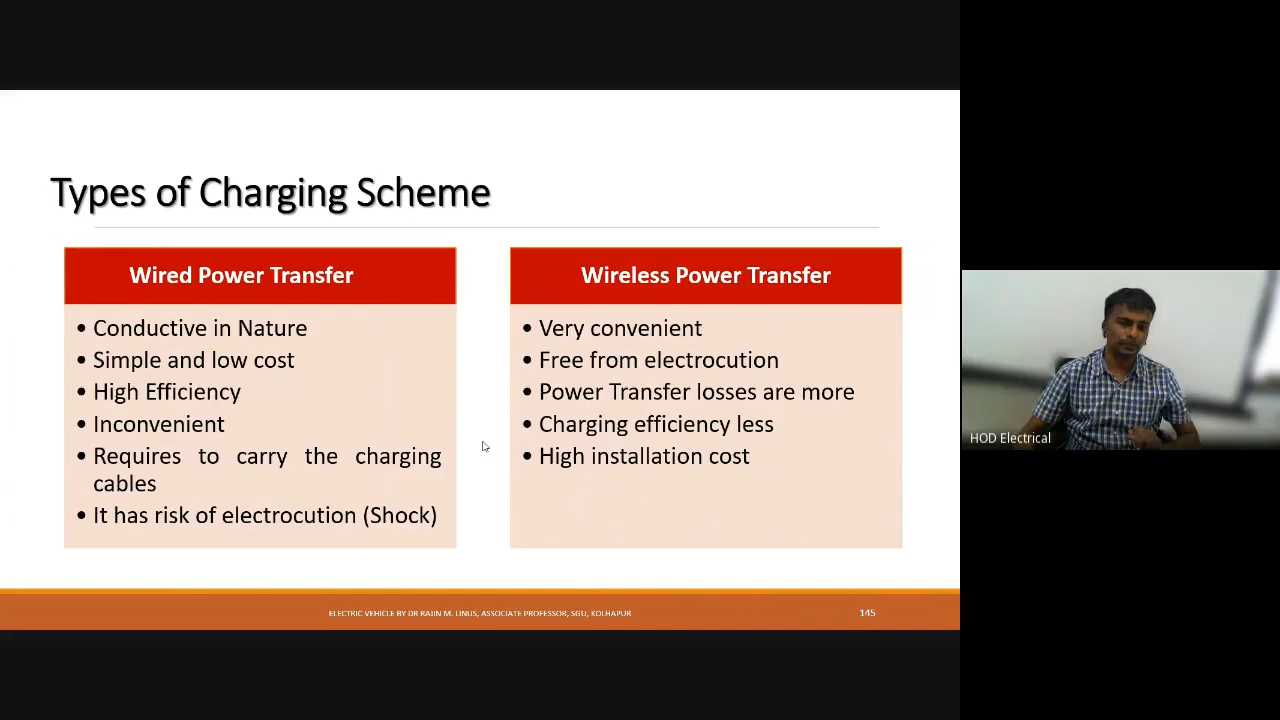 Types of Charging Scheme
Wired Power Transfer
• Conductive in Nature
• Simple and low cost
• High Efficiency
• Inconvenient
• Requires to carry the charging
cables
• It has risk of electrocution (Shock)
Wireless Power Transfer
• Very convenient
• Free from electrocution
• Power Transfer losses are more
• Charging efficiency less
• High installation cost
HOD Electrical
ELECTRIC VEHICLE BY DR RAJIN M. LINUS, ASSOCIATE PROFESSOR, SGU, KOLHAPUR
145